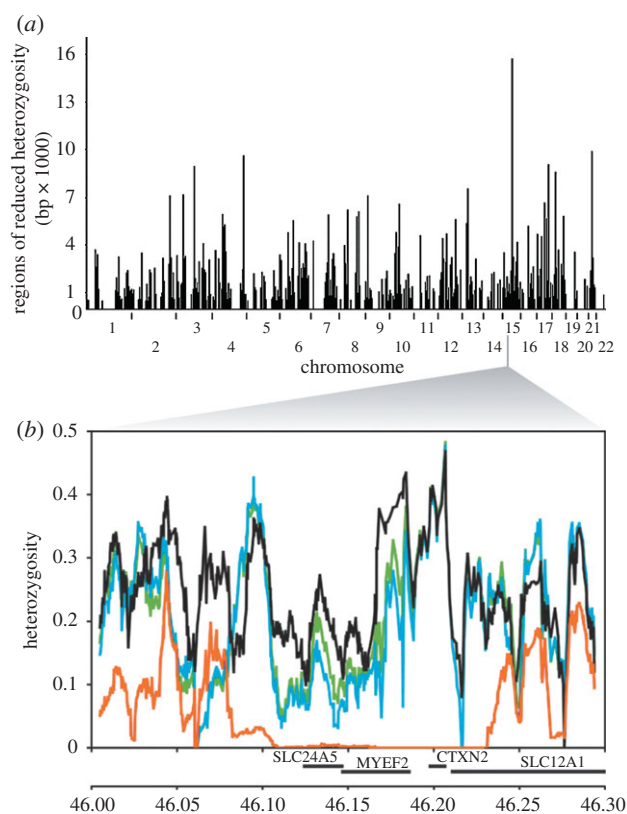 (a)
regions of reduced heterozygosity
(bp × 1000)
16
13
10
7
4
1
0
1 3 5 7 9 11 13 15 17 19 21
2 4 6 8 10 12 14 16 18 20 22
chromosome
(b)
heterozygosity
0.5
0.4
0.3
0.2
0.1
0
SLC24A5 CTXN2
MYEF2 SLC12A1
46.00 46.05 46.10 46.15 46.20 46.25 46.30